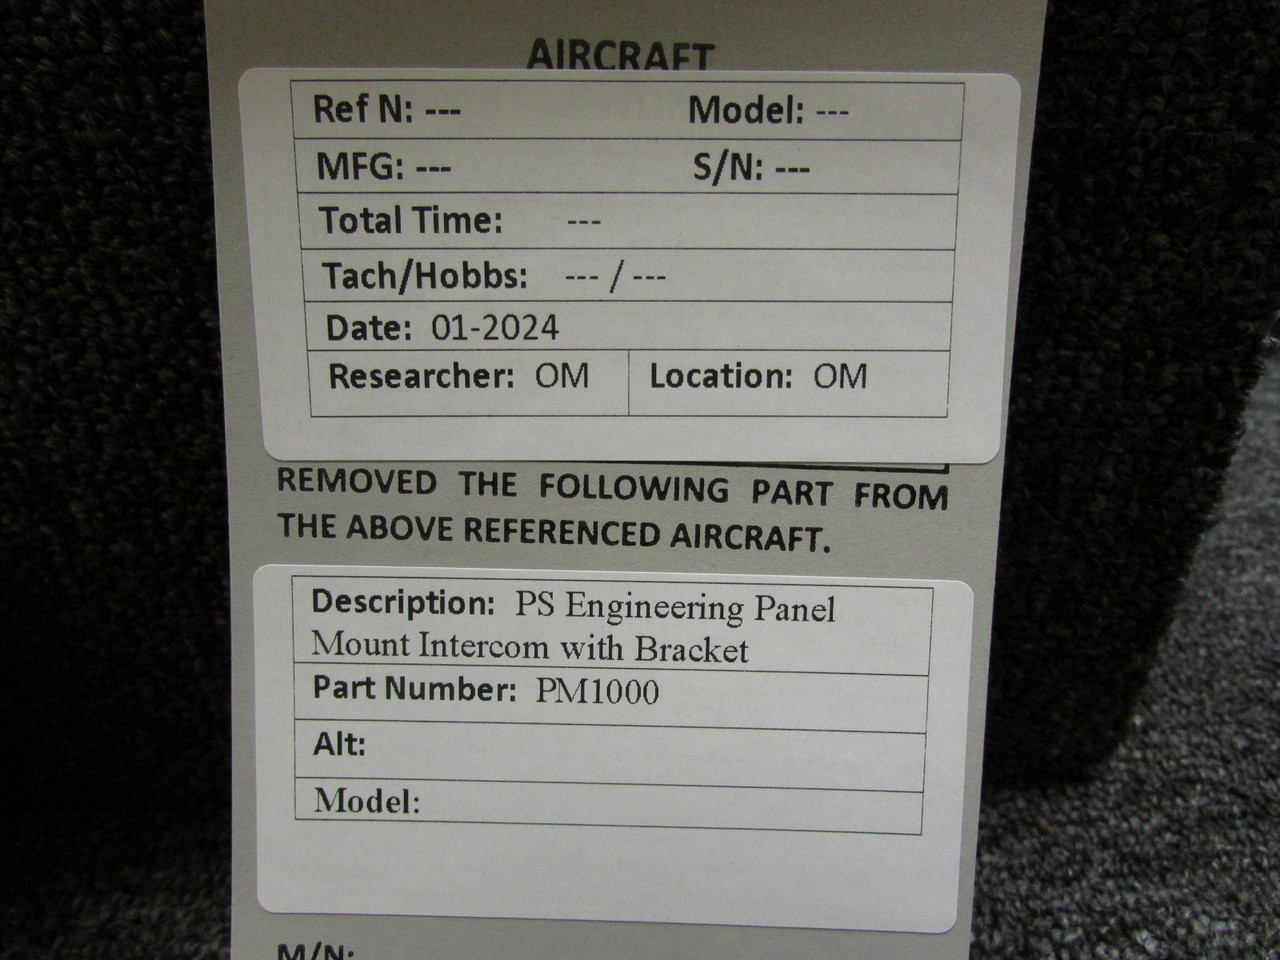 AIRCRAFT
Ref N: --- Model: ---
MFG: --- S/N: ---
Total Time: ---
Tach/Hobbs: --- / ---
Date: 01-2024
Researcher: OM Location: OM
REMOVED THE FOLLOWING PART FROM
THE ABOVE REFERENCED AIRCRAFT.
Description: PS Engineering Panel
Mount Intercom with Bracket
Part Number: PM1000
Alt:
Model:
M/N: